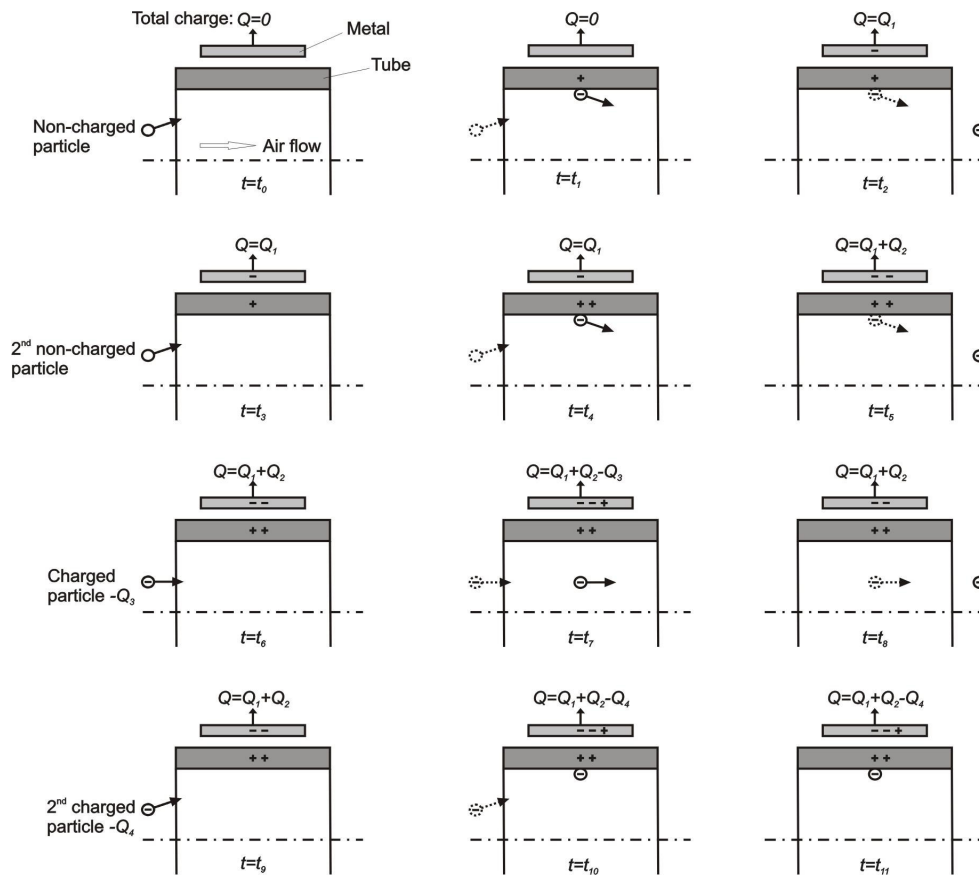 Total charge: Q=0
Metal
Tube
Non-charged
particle
Air flow
t=t₀
Q=0
+
-
t=t₁
Q=Q₁
-
+
-
-
t=t₂
Q=Q₁
-
+
2nd non-charged
particle
t=t₃
Q=Q₁
-
++
-
t=t₄
Q=Q₁+Q₂
- -
+ +
-
-
t=t₅
Q=Q₁+Q₂
--
++
Charged
particle -Q₃
-
t=t₆
Q=Q₁+Q₂-Q₃
--+
++
- -
t=t₇
Q=Q₁+Q₂
--
++
- -
t=t₈
Q=Q₁+Q₂
--
++
2nd charged
particle -Q₄
-
t=t₉
Q=Q₁+Q₂-Q₄
--+
++
-
-
t=t₁₀
Q=Q₁+Q₂-Q₄
--+
++
-
t=t₁₁